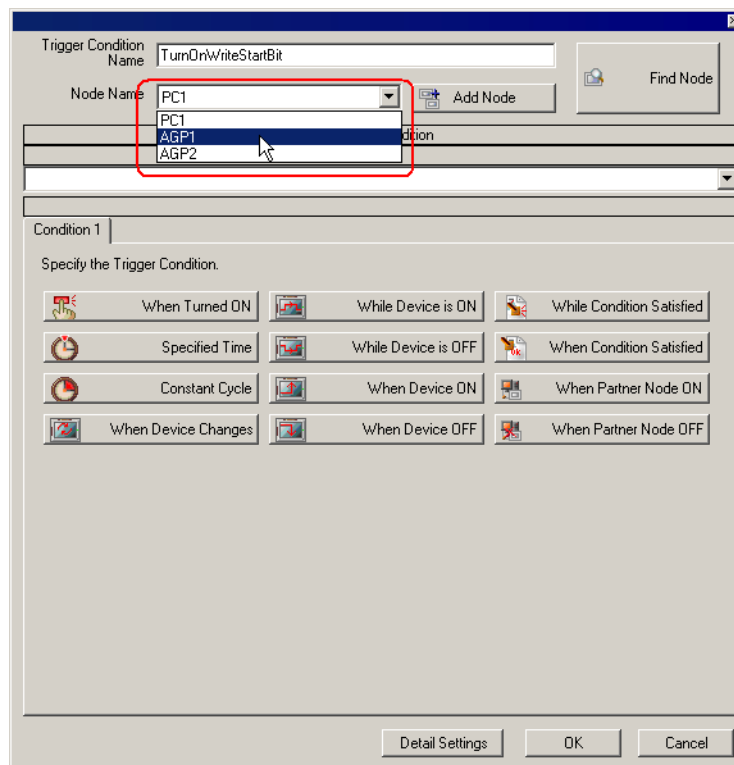 Trigger Condition
Name
TurnOnWriteStartBit
Find Node
Node Name
PC1
Add Node
PC1
AGP1
AGP2
dition
Condition 1
Specify the Trigger Condition.
When Turned ON
While Device is ON
While Condition Satisfied
Specified Time
While Device is OFF
When Condition Satisfied
Constant Cycle
When Device ON
When Partner Node ON
When Device Changes
When Device OFF
When Partner Node OFF
Detail Settings
OK
Cancel